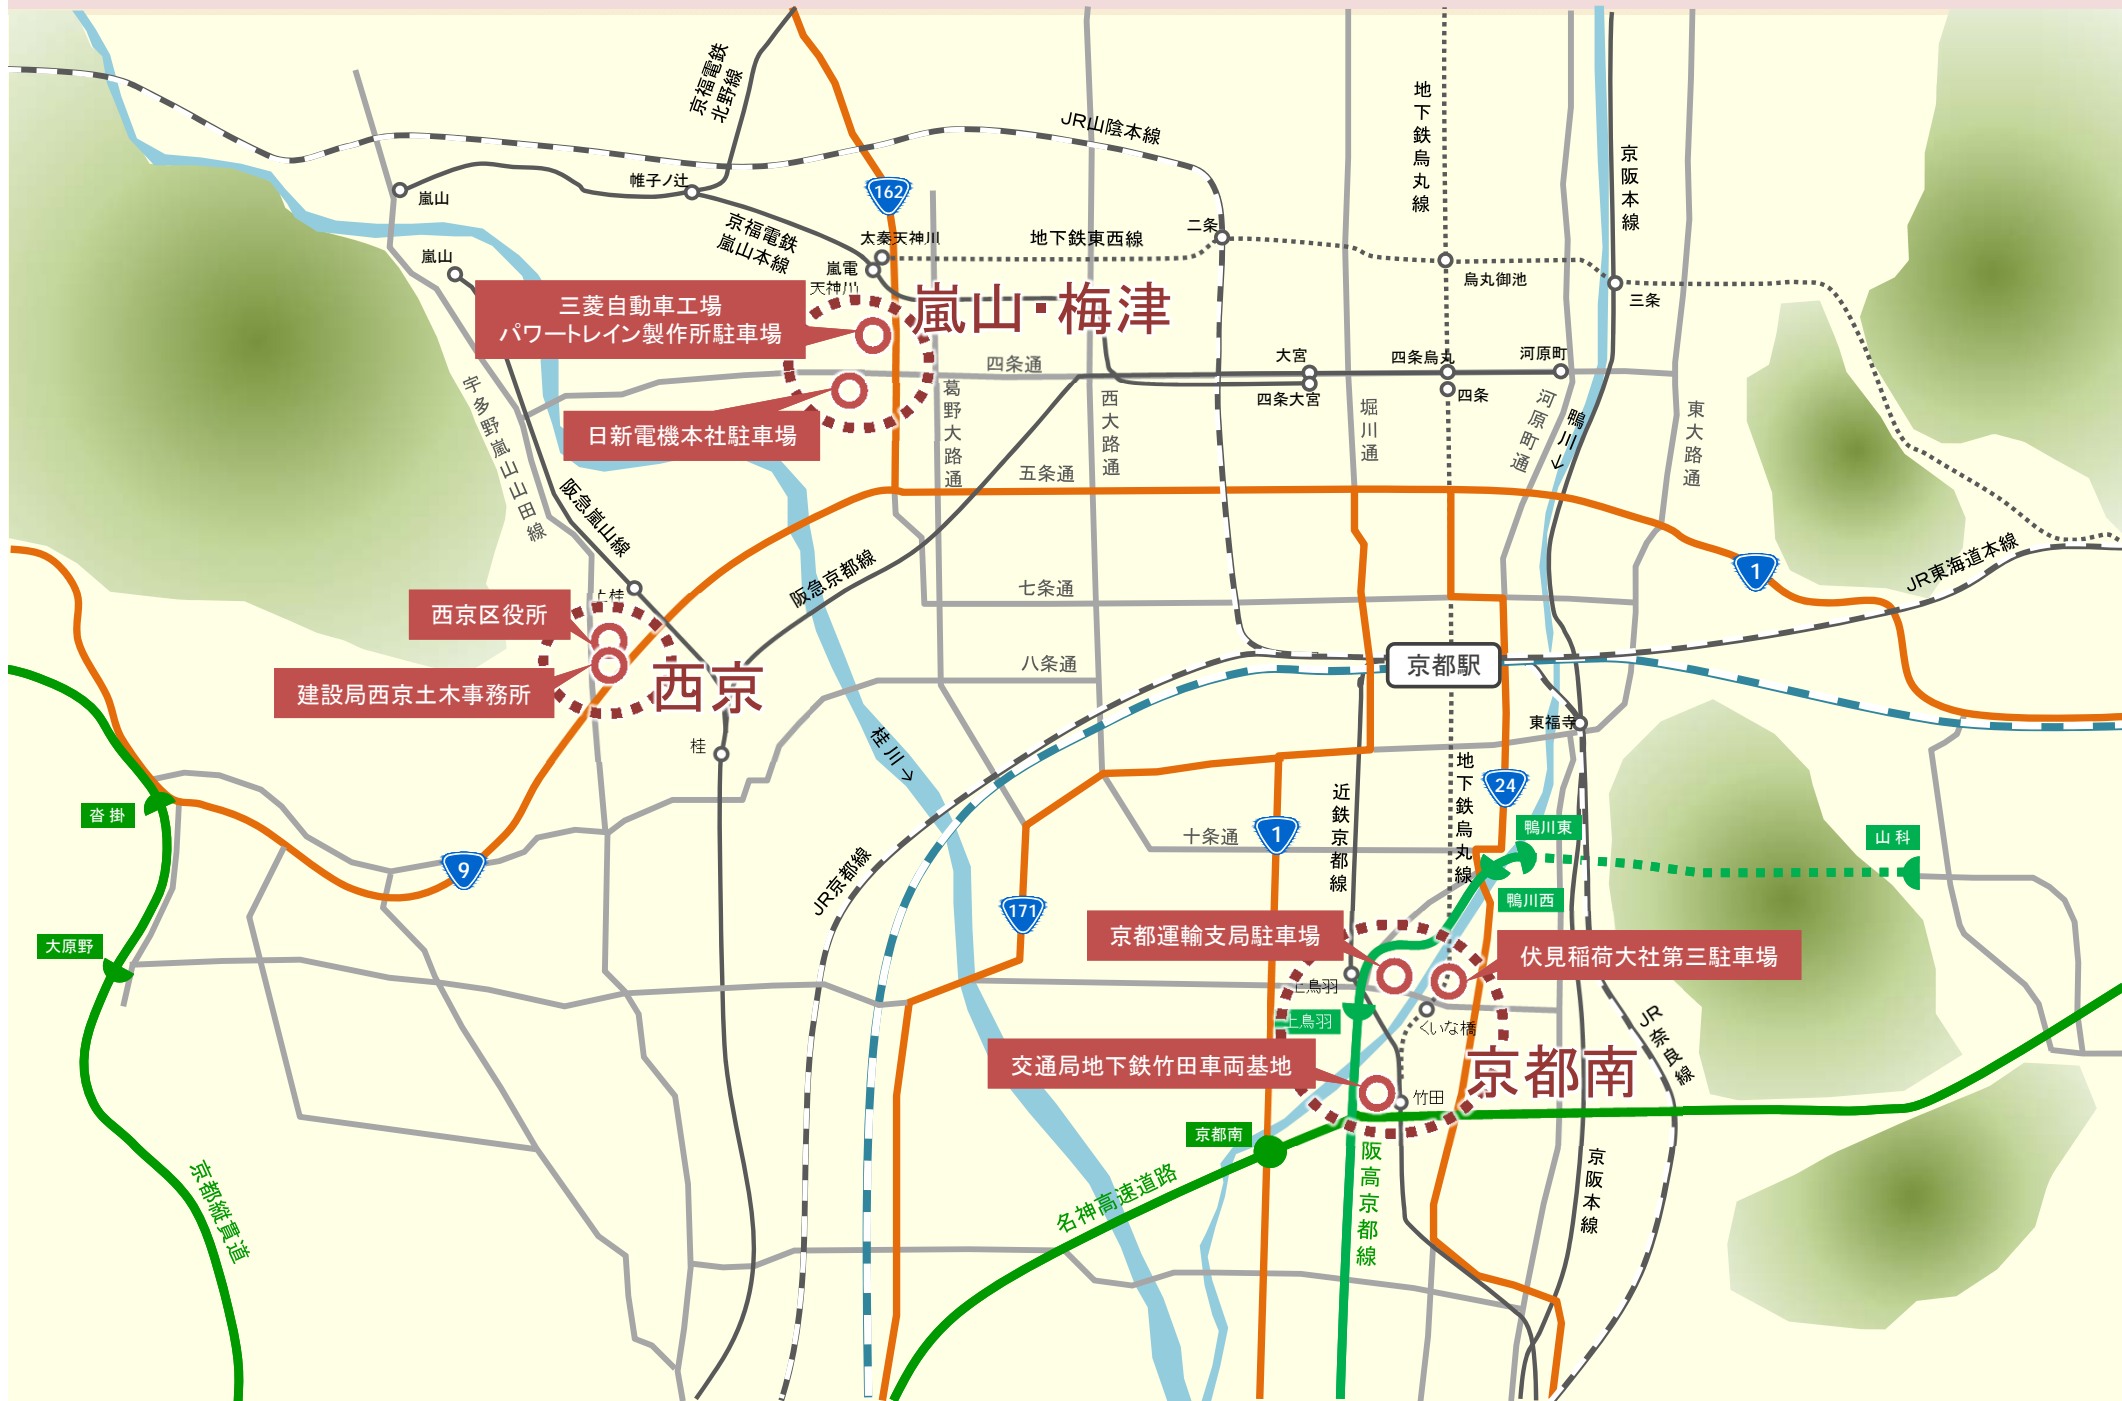 京福電鉄
北野線
JR山陰本線
地下鉄烏丸線
京阪本線
嵐山
帷子ノ辻
162
京福電鉄
嵐山本線
太秦天神川
地下鉄東西線
二条
嵐山
嵐電
天神川
烏丸御池
三条
三菱自動車工場
パワートレイン製作所駐車場
嵐山・梅津
四条通
大宮
四条烏丸
河原町
四条大宮
四条
宇多野嵐山山田線
葛野大路通
西大路通
堀川通
河原町通
鴨川→
東大路通
日新電機本社駐車場
五条通
阪急嵐山線
阪急京都線
1
JR東海道本線
七条通
上桂
西京区役所
建設局西京土木事務所
西京
八条通
京都駅
東福寺
桂
桂川→
地下鉄烏丸線
24
近鉄京都線
沓掛
9
1
十条通
鴨川東
山科
JR京都線
171
鴨川西
大原野
京都運輸支局駐車場
伏見稲荷大社第三駐車場
上鳥羽
上鳥羽
くいな橋
JR奈良線
交通局地下鉄竹田車両基地
京都南
竹田
京都南
名神高速道路
阪高京都線
京阪本線
京都縦貫道